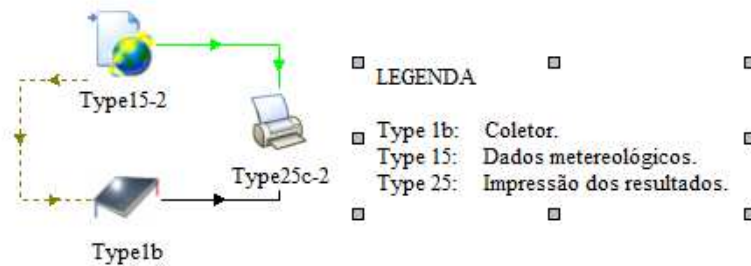 Type15-2
Type25c-2
Type1b
LEGENDA
Type 1b: Coletor.
Type 15: Dados metereológicos.
Type 25: Impressão dos resultados.